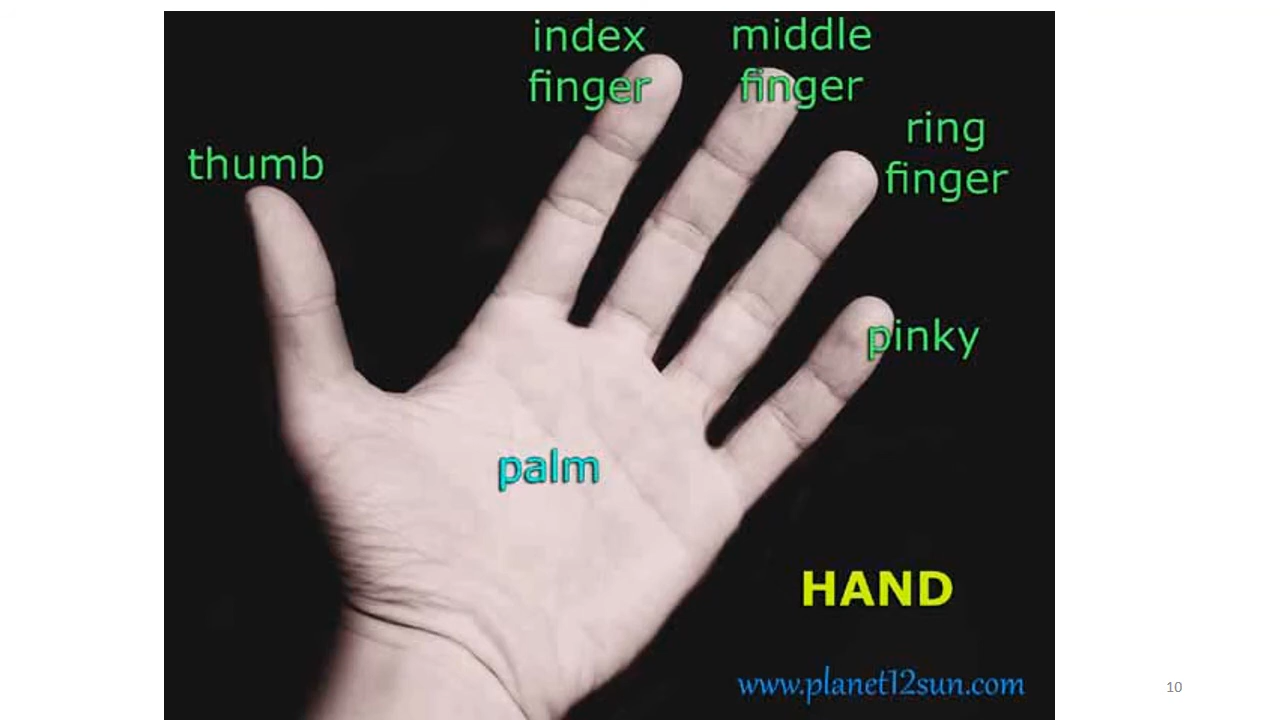 index
finger
middle
finger
ring
finger
thumb
pinky
palm
HAND
www.planet12sun.com
10